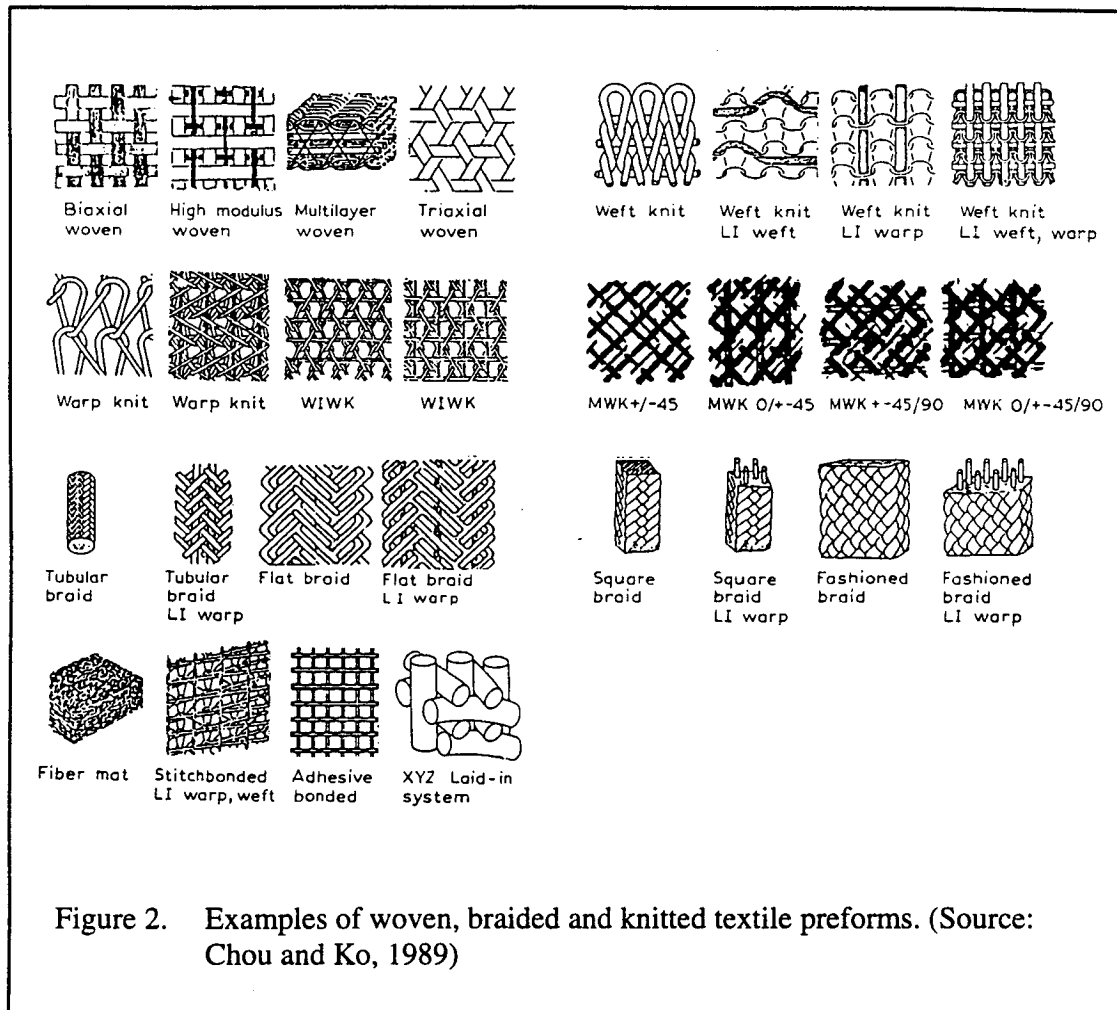 Biaxial
woven
High modulus
woven
Multilayer
woven
Triaxial
woven
Weft knit
Weft knit
LI weft
Weft knit
LI warp
Weft knit
LI weft, warp
Warp knit
Warp knit
WIWK
WIWK
MWK+/-45
MWK 0/+-45
MWK +-45/90
MWK 0/+-45/90
Tubular
braid
Tubular
braid
LI warp
Flat braid
Flat braid
LI warp
Square
braid
Square
braid
LI warp
Fashioned
braid
Fashioned
braid
LI warp
Fiber mat
Stitchbonded
LI warp, weft
Adhesive
bonded
XYZ Laid-in
system
Figure 2. Examples of woven, braided and knitted textile preforms. (Source:
Chou and Ko, 1989)